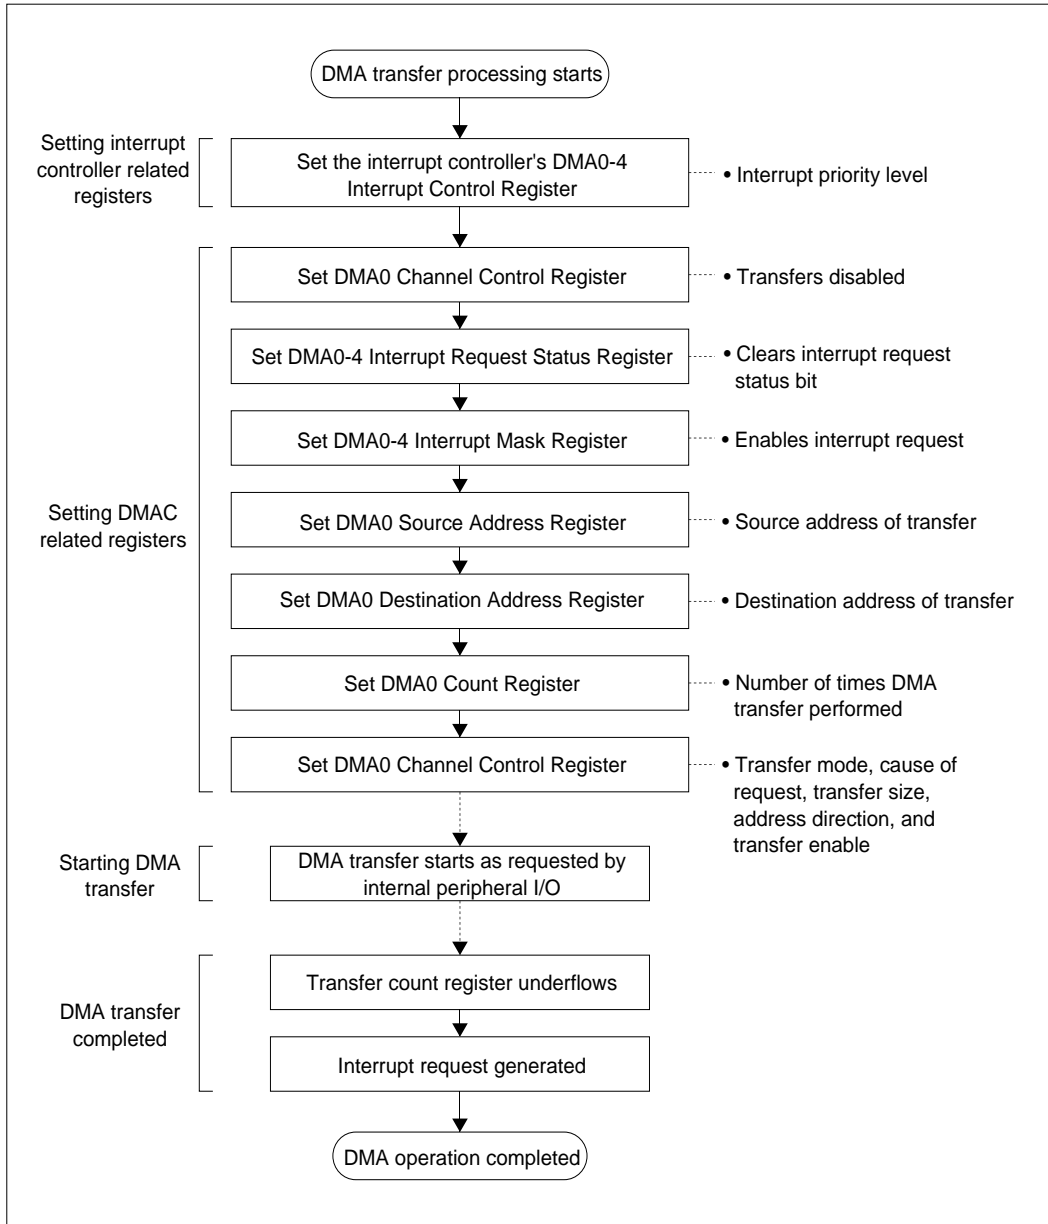 DMA transfer processing starts
Setting interrupt
controller related
registers
Set the interrupt controller's DMA0-4
Interrupt Control Register
• Interrupt priority level
Setting DMAC
related registers
Set DMA0 Channel Control Register
• Transfers disabled
Set DMA0-4 Interrupt Request Status Register
• Clears interrupt request
status bit
Set DMA0-4 Interrupt Mask Register
• Enables interrupt request
Set DMA0 Source Address Register
• Source address of transfer
Set DMA0 Destination Address Register
• Destination address of transfer
Set DMA0 Count Register
• Number of times DMA
transfer performed
Set DMA0 Channel Control Register
• Transfer mode, cause of
request, transfer size,
address direction, and
transfer enable
Starting DMA
transfer
DMA transfer starts as requested by
internal peripheral I/O
DMA transfer
completed
Transfer count register underflows
Interrupt request generated
DMA operation completed